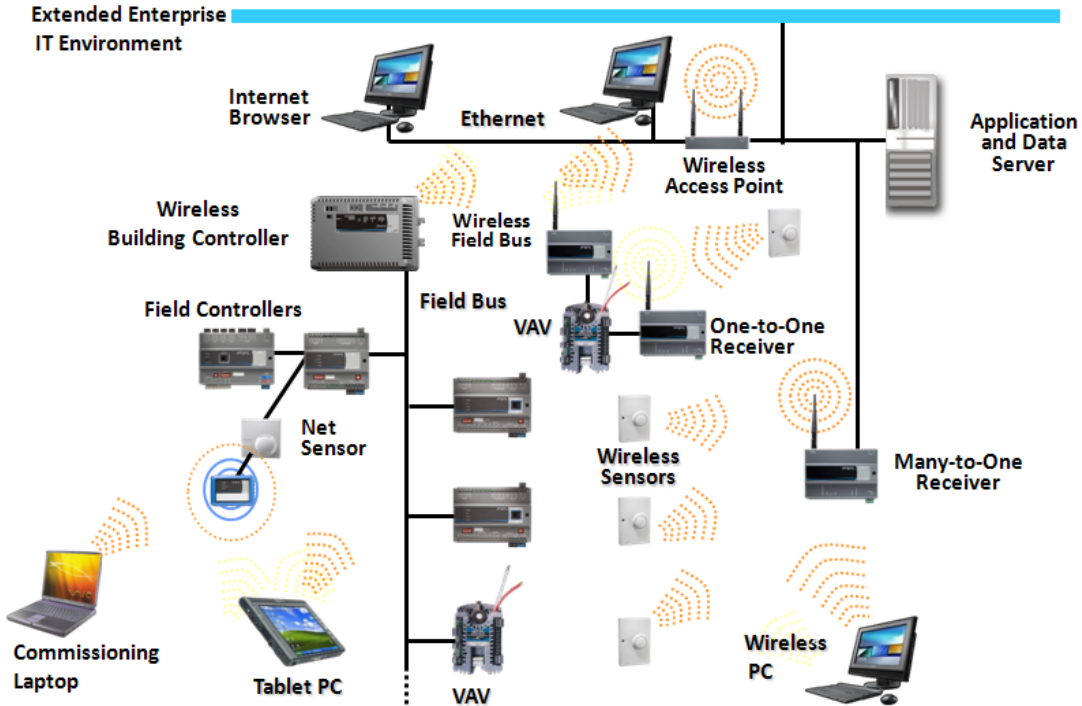 Extended Enterprise
IT Environment
Internet
Browser
Ethernet
Application
and Data
Server
Wireless
Access Point
Wireless
Building Controller
Wireless
Field Bus
Field Controllers
Field Bus
VAV
One-to-One
Receiver
Net
Sensor
Wireless
Sensors
Many-to-One
Receiver
Commissioning
Laptop
Tablet PC
VAV
Wireless
PC